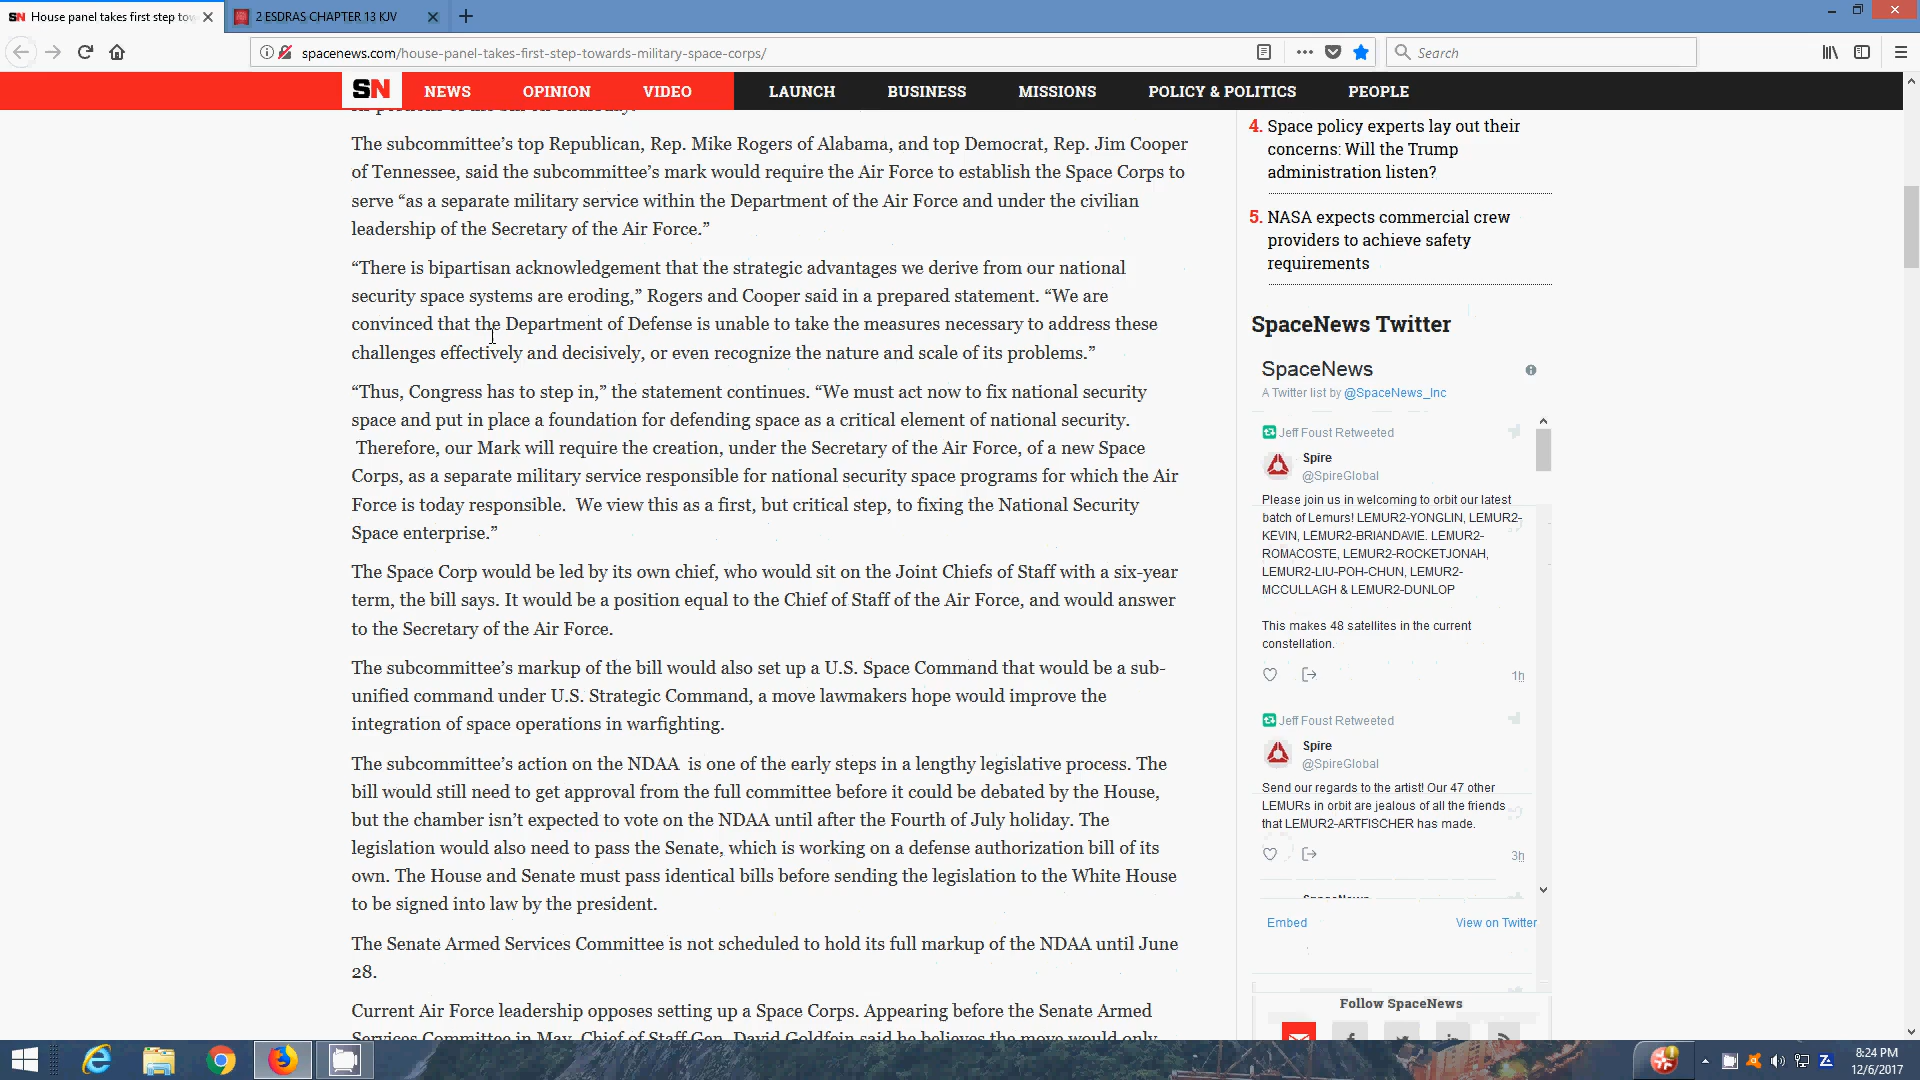 House panel takes first step tow
2 ESDRAS CHAPTER 13 KJV
spacenews.com/house-panel-takes-first-step-towards-military-space-corps/
Search
SN
NEWS
OPINION
VIDEO
LAUNCH
BUSINESS
MISSIONS
POLICY & POLITICS
PEOPLE
The subcommittee’s top Republican, Rep. Mike Rogers of Alabama, and top Democrat, Rep. Jim Cooper
of Tennessee, said the subcommittee’s mark would require the Air Force to establish the Space Corps to
serve “as a separate military service within the Department of the Air Force and under the civilian
leadership of the Secretary of the Air Force.”
“There is bipartisan acknowledgement that the strategic advantages we derive from our national
security space systems are eroding,” Rogers and Cooper said in a prepared statement. “We are
convinced that the Department of Defense is unable to take the measures necessary to address these
challenges effectively and decisively, or even recognize the nature and scale of its problems.”
“Thus, Congress has to step in,” the statement continues. “We must act now to fix national security
space and put in place a foundation for defending space as a critical element of national security.
Therefore, our Mark will require the creation, under the Secretary of the Air Force, of a new Space
Corps, as a separate military service responsible for national security space programs for which the Air
Force is today responsible.  We view this as a first, but critical step, to fixing the National Security
Space enterprise.”
The Space Corp would be led by its own chief, who would sit on the Joint Chiefs of Staff with a six-year
term, the bill says. It would be a position equal to the Chief of Staff of the Air Force, and would answer
to the Secretary of the Air Force.
The subcommittee’s markup of the bill would also set up a U.S. Space Command that would be a sub-
unified command under U.S. Strategic Command, a move lawmakers hope would improve the
integration of space operations in warfighting.
The subcommittee’s action on the NDAA  is one of the early steps in a lengthy legislative process. The
bill would still need to get approval from the full committee before it could be debated by the House,
but the chamber isn’t expected to vote on the NDAA until after the Fourth of July holiday. The
legislation would also need to pass the Senate, which is working on a defense authorization bill of its
own. The House and Senate must pass identical bills before sending the legislation to the White House
to be signed into law by the president.
The Senate Armed Services Committee is not scheduled to hold its full markup of the NDAA until June
28.
Current Air Force leadership opposes setting up a Space Corps. Appearing before the Senate Armed
Services Committee in May, Chief of Staff Gen. David Goldfein said he believes the move would only
4. Space policy experts lay out their
concerns: Will the Trump
administration listen?
5. NASA expects commercial crew
providers to achieve safety
requirements
SpaceNews Twitter
SpaceNews
A Twitter list by @SpaceNews_Inc
Jeff Foust Retweeted
Spire
@SpireGlobal
Please join us in welcoming to orbit our latest
batch of Lemurs! LEMUR2-YONGLIN, LEMUR2-
KEVIN, LEMUR2-BRIANDAVIE. LEMUR2-
ROMACOSTE, LEMUR2-ROCKETJONAH,
LEMUR2-LIU-POH-CHUN, LEMUR2-
MCCULLAGH & LEMUR2-DUNLOP
This makes 48 satellites in the current
constellation.
1h
Jeff Foust Retweeted
Spire
@SpireGlobal
Send our regards to the artist! Our 47 other
LEMURs in orbit are jealous of all the friends
that LEMUR2-ARTFISCHER has made.
3h
SpaceNews
Embed
View on Twitter
Follow SpaceNews
8:24 PM
12/6/2017